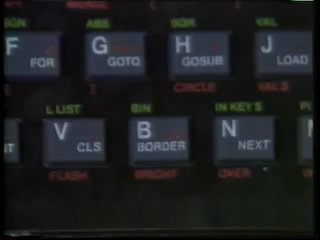 SGN ABS SQR VAL
F G H J
FOR GOTO GOSUB LOAD
CIRCLE VAL $
L LIST BIN IN KEY $
V B N
CLS BORDER NEXT
FLASH BRIGHT OVER